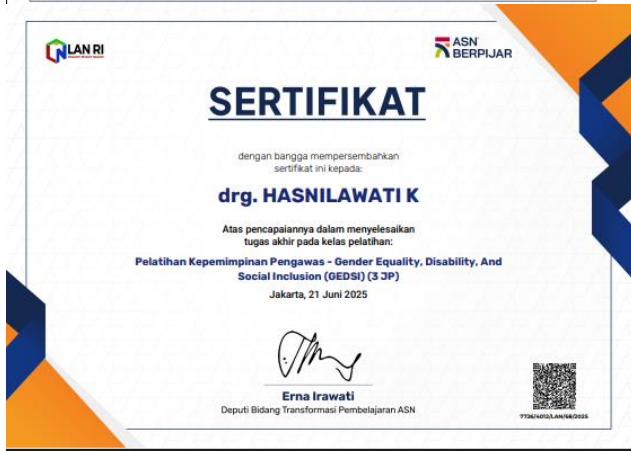 LAN RI
ASN
BERPIJAR
SERTIFIKAT
dengan bangga mempersembahkan
sertifikat ini kepada:
drg. HASNILAWATI K
Atas pencapaiannya dalam menyelesaikan
tugas akhir pada kelas pelatihan:
Pelatihan Kepemimpinan Pengawas - Gender Equality, Disability, And
Social Inclusion (GEDSI) (3 JP)
Jakarta, 21 Juni 2025
Erna Irawati
Deputi Bidang Transformasi Pembelajaran ASN